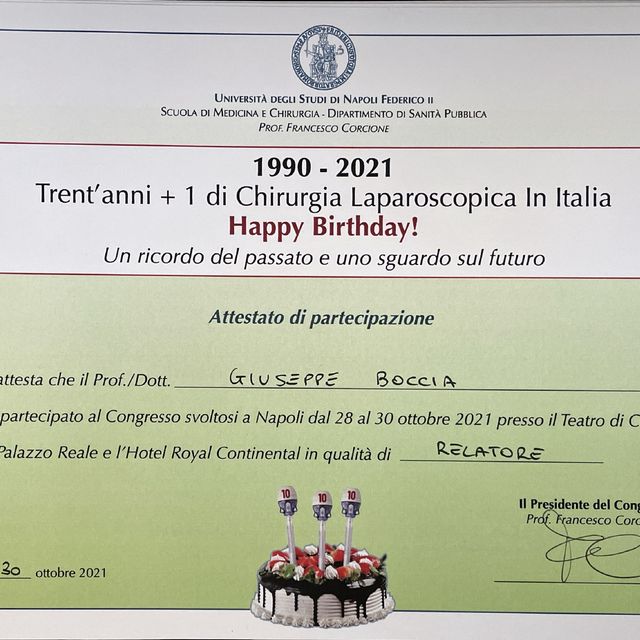 UNIVERSITÀ DEGLI STUDI DI NAPOLI FEDERICO II
SCUOLA DI MEDICINA E CHIRURGIA - DIPARTIMENTO DI SANITÀ PUBBLICA
PROF. FRANCESCO CORCIONE
1990 - 2021
Trent'anni + 1 di Chirurgia Laparoscopica In Italia
Happy Birthday!
Un ricordo del passato e uno sguardo sul futuro
Attestato di partecipazione
attesta che il Prof./Dott. GIUSEPPE BOCCIA
partecipato al Congresso svoltosi a Napoli dal 28 al 30 ottobre 2021 presso il Teatro di C
Palazzo Reale e l'Hotel Royal Continental in qualità di RELATORE
10 10 10
Il Presidente del Cong
Prof. Francesco Corc
30 ottobre 2021